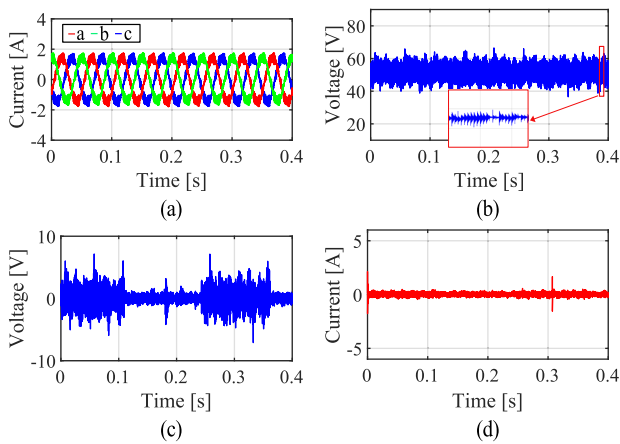 4
2
0
-2
-4
Current [A]
a b c
0 0.1 0.2 0.3 0.4
Time [s]
(a)
100
80
60
40
20
Voltage [V]
0 0.1 0.2 0.3 0.4
Time [s]
(b)
10
0
-10
Voltage [V]
0 0.1 0.2 0.3 0.4
Time [s]
(c)
5
0
-5
Current [A]
0 0.1 0.2 0.3 0.4
Time [s]
(d)